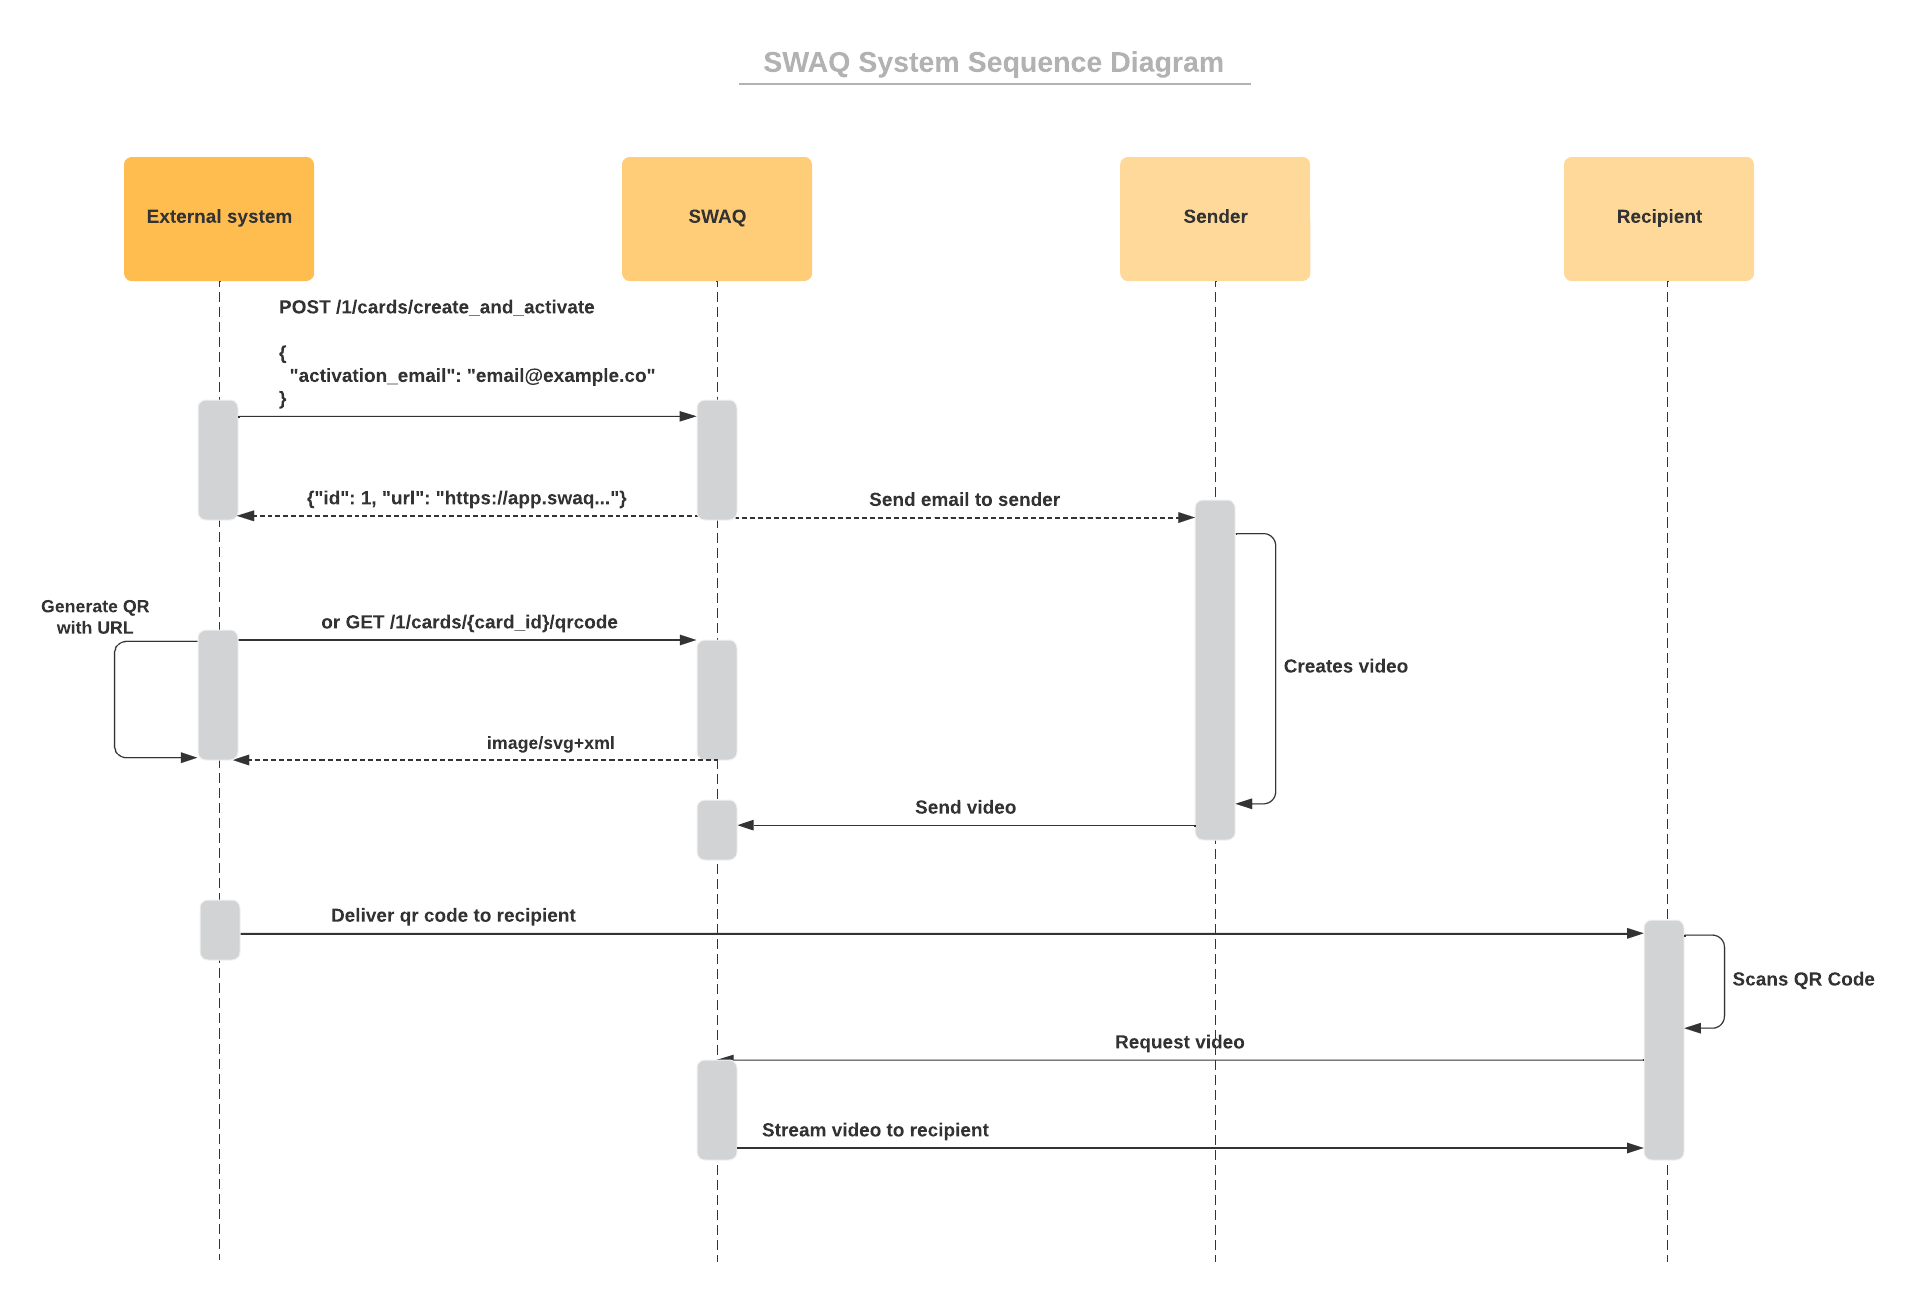 SWAQ System Sequence Diagram
External system
SWAQ
Sender
Recipient
POST /1/cards/create_and_activate
{
"activation_email": "email@example.co"
}
{"id": 1, "url": "https://app.swaq..."}
Send email to sender
Generate QR
with URL
or GET /1/cards/{card_id}/qrcode
Creates video
image/svg+xml
Send video
Deliver qr code to recipient
Scans QR Code
Request video
Stream video to recipient